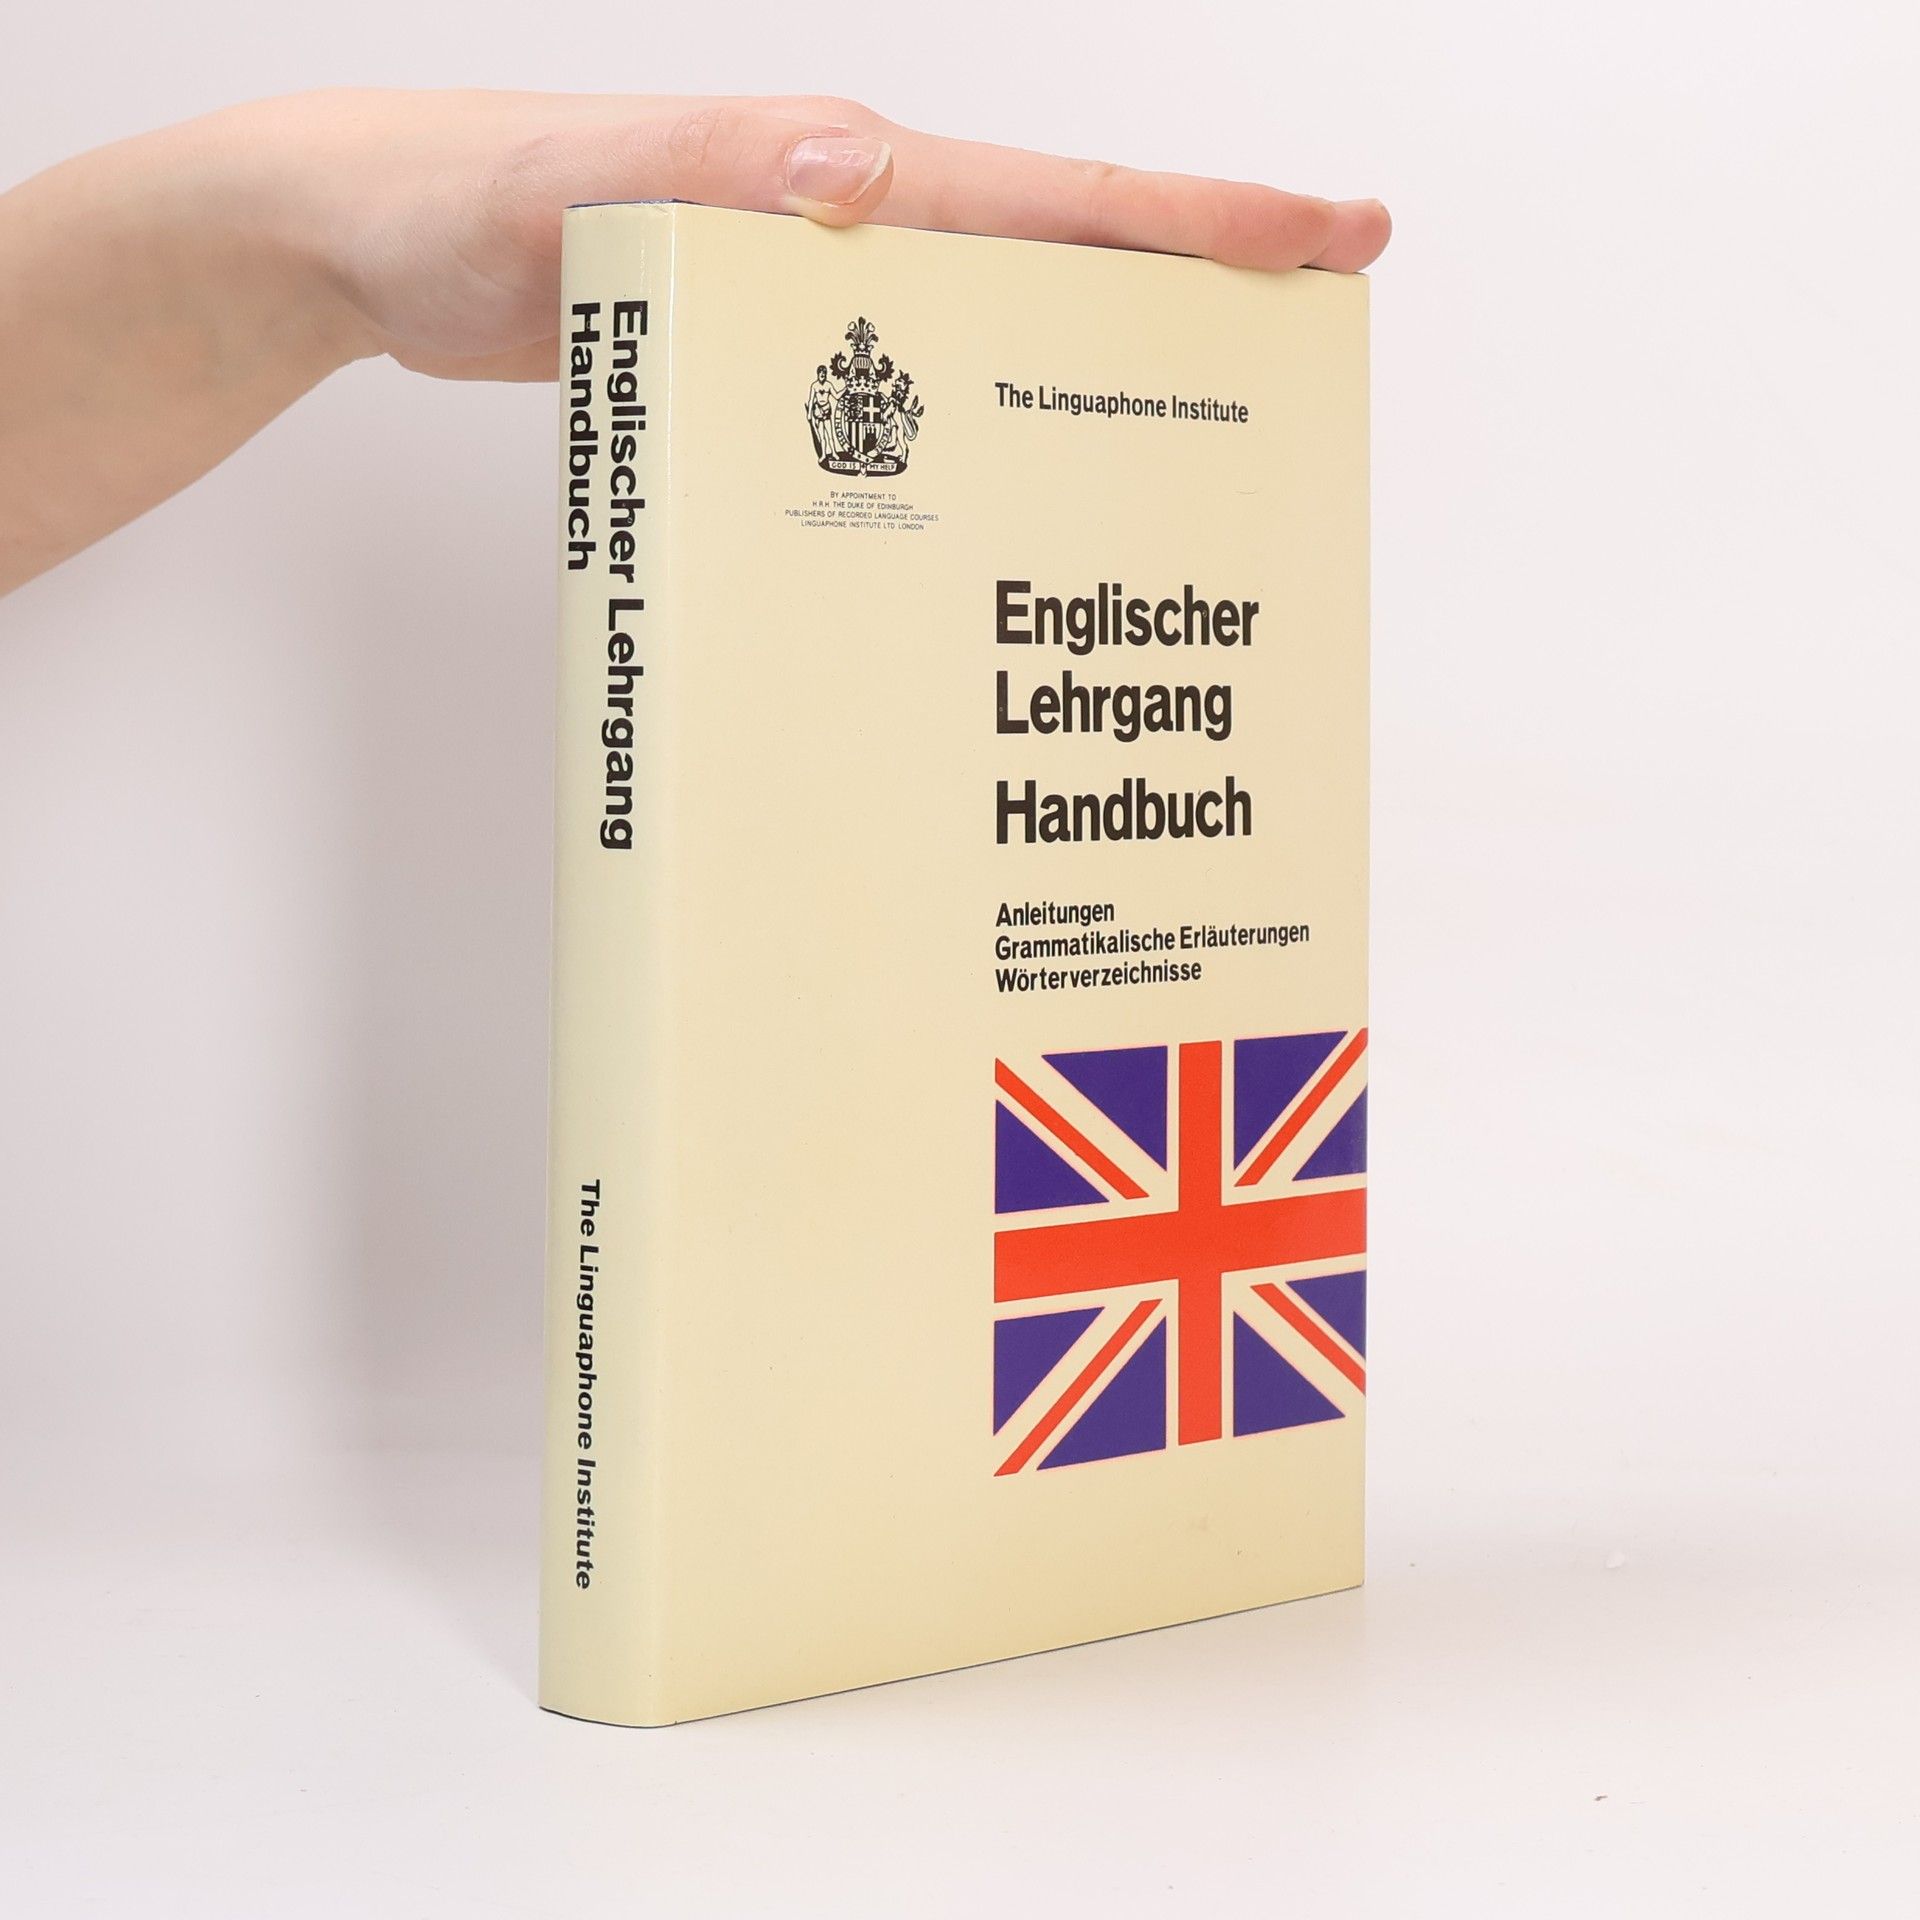 Englischer Lehrgang
Handbuch
The Linguaphone Institute
GOD IS MY HELP
BY APPOINTMENT TO
H.R.H. THE DUKE OF EDINBURGH
PUBLISHERS OF RECORDED LANGUAGE COURSES
LINGUAPHONE INSTITUTE LTD LONDON
The Linguaphone Institute
Englischer
Lehrgang
Handbuch
Anleitungen
Grammatikalische Erläuterungen
Wörterverzeichnisse